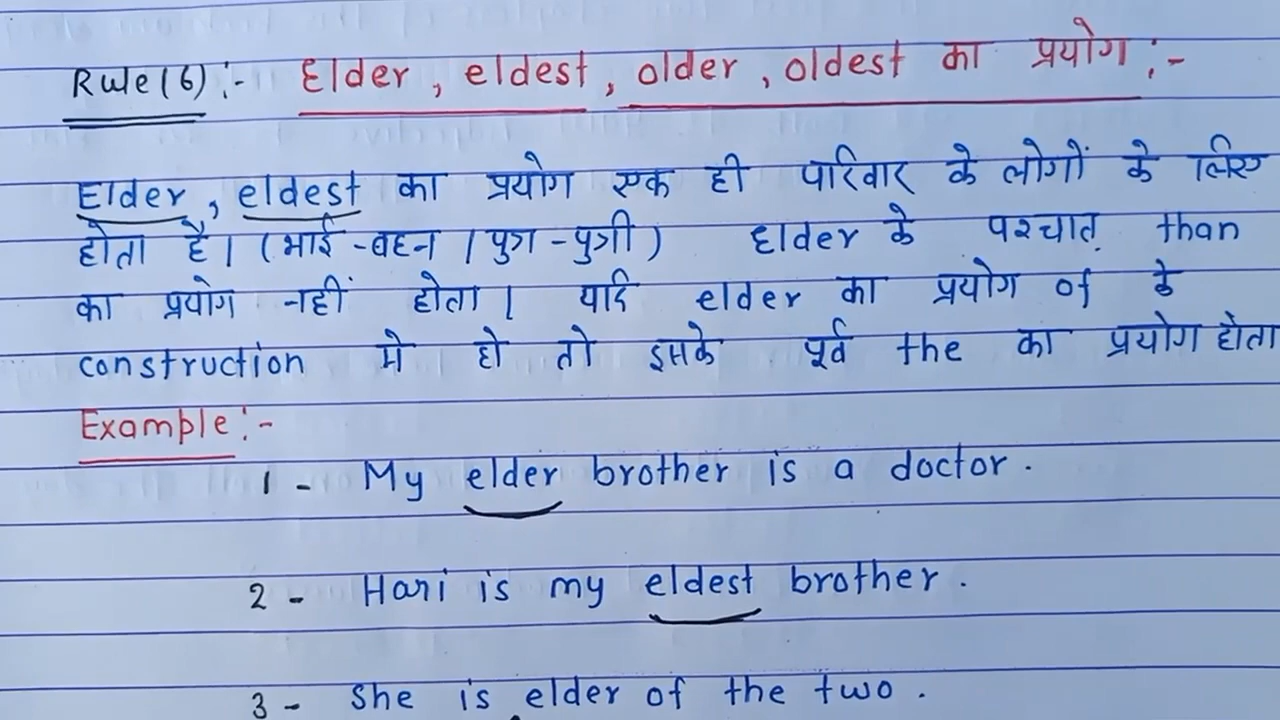 Rule(6):- Elder, eldest, older, oldest का प्रयोग :-
Elder, eldest का प्रयोग एक ही परिवार के लोगों के लिए
होता है। (भाई-बहन / पुत्र-पुत्री) Elder के पश्चात् than
का प्रयोग नहीं होता। यदि elder का प्रयोग of के
construction मे हो तो इसके पूर्व the का प्रयोग होता
Example:-
1 - My elder brother is a doctor.
2 - Hari is my eldest brother.
3 - She is elder of the two.